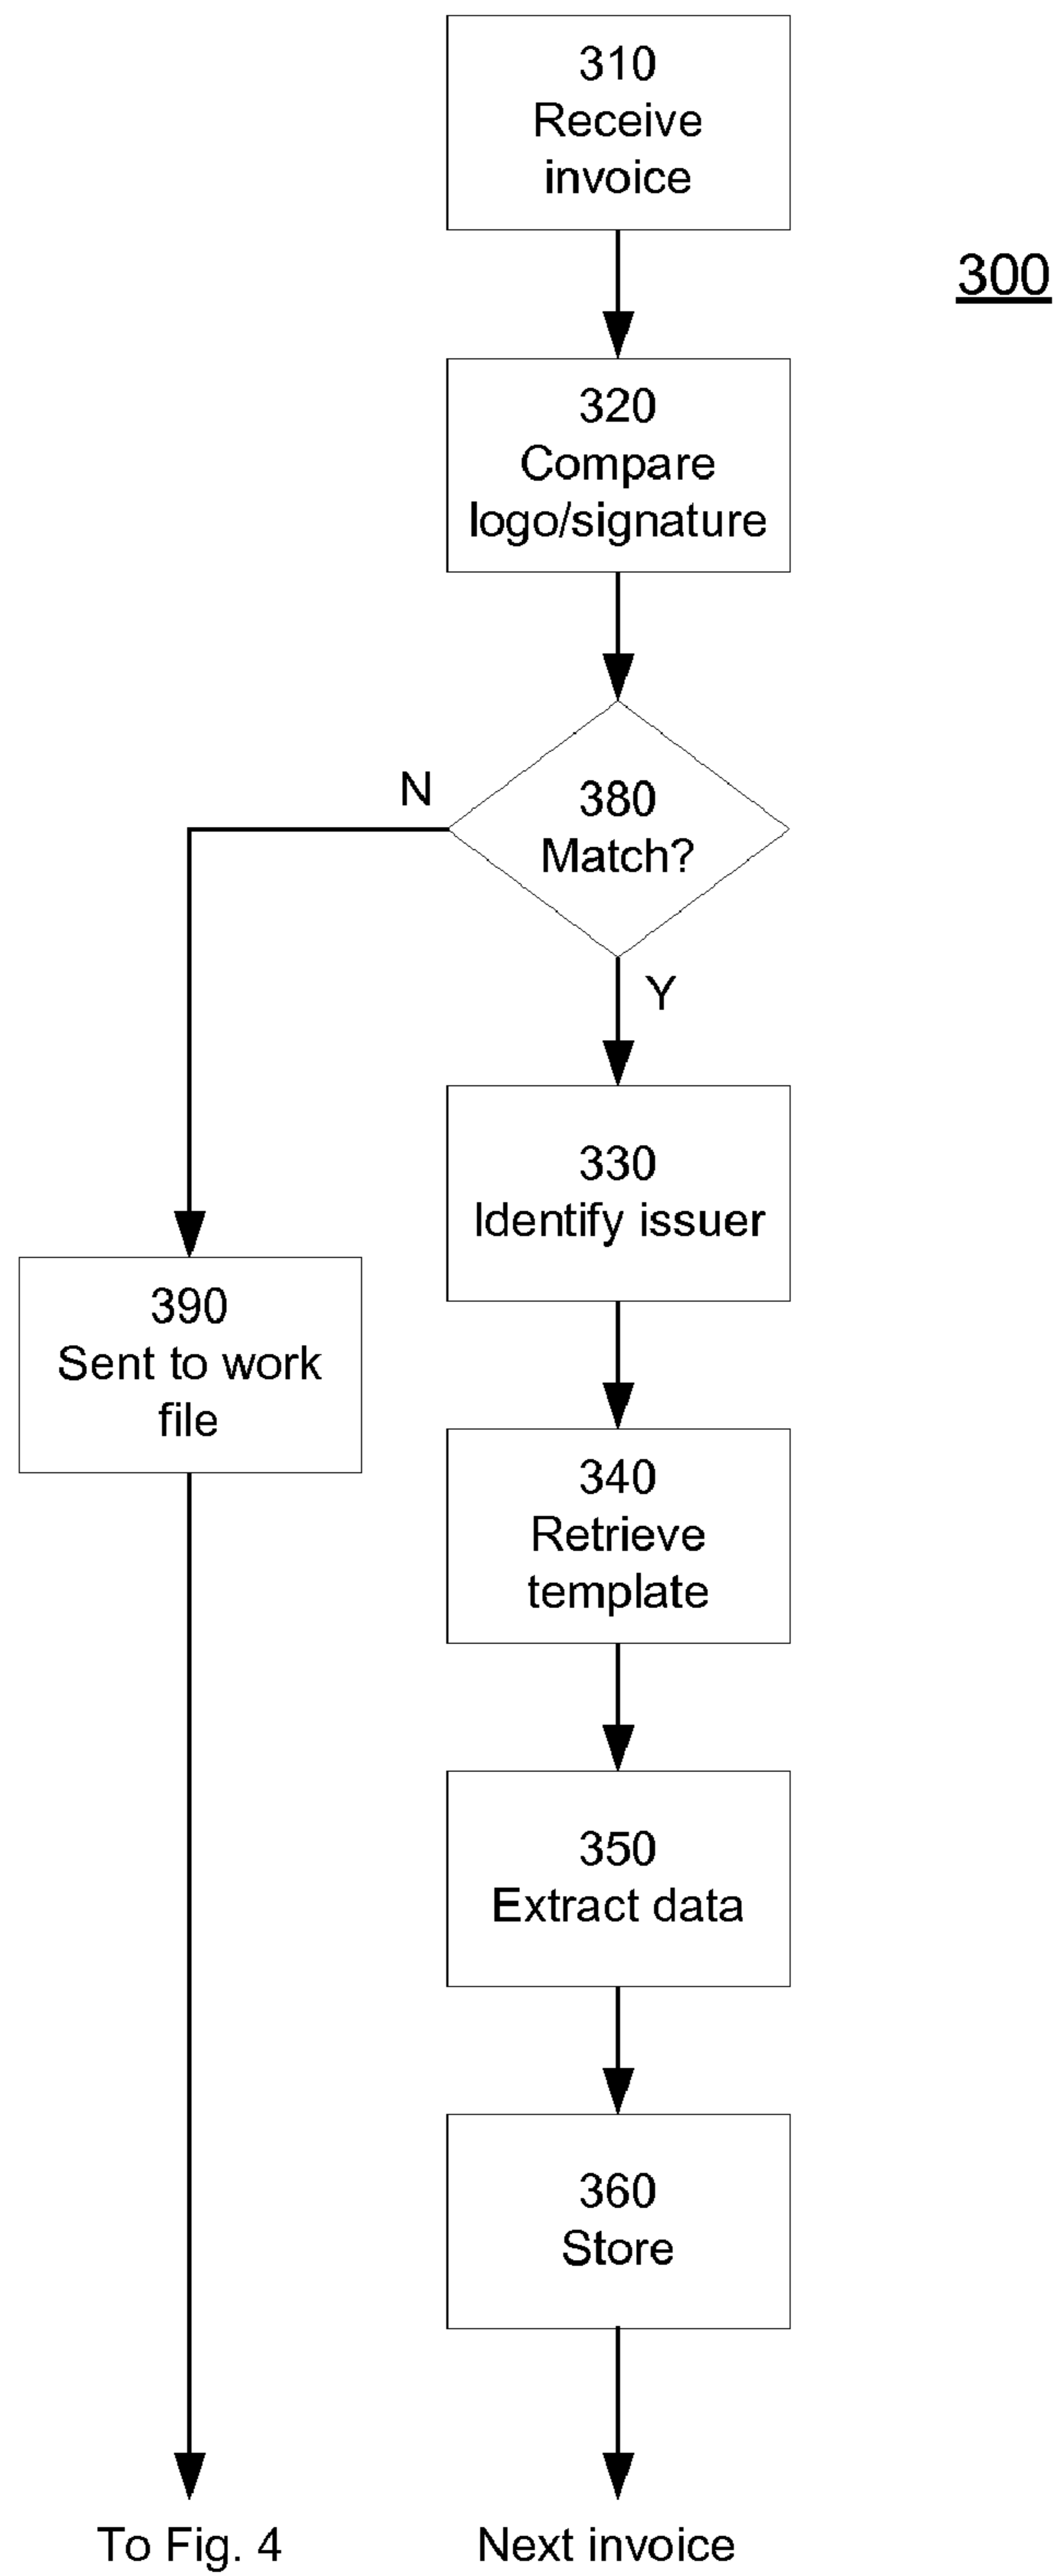 310
Receive
invoice
300
320
Compare
logo/signature
380
Match?
N
Y
330
Identify issuer
390
Sent to work
file
340
Retrieve
template
350
Extract data
360
Store
To Fig. 4
Next invoice